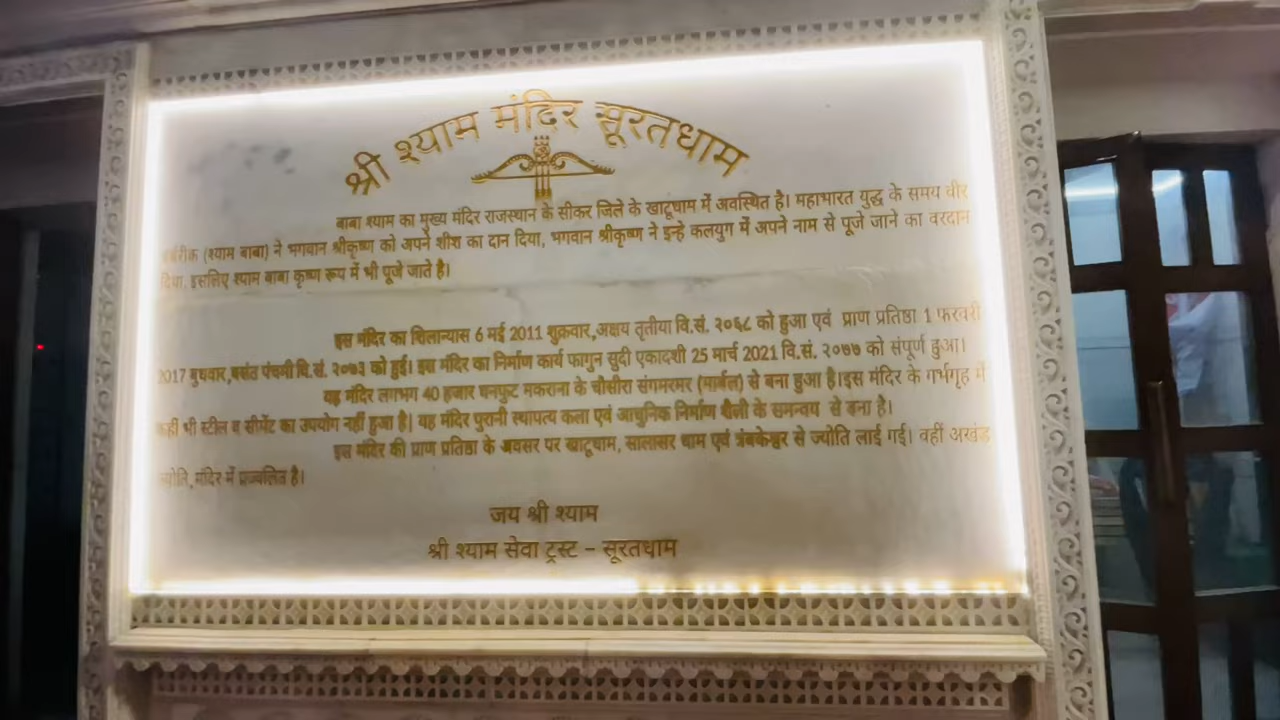 श्री श्याम मंदिर सूरतधाम
बाबा श्याम का मुख्य मंदिर राजस्थान के सीकर जिले के खाटूधाम में अवस्थित है। महाभारत युद्ध के समय वीर
बर्बरीक (श्याम बाबा) ने भगवान श्रीकृष्ण को अपने शीश का दान दिया, भगवान श्रीकृष्ण ने इन्हे कलयुग में अपने नाम से पूजे जाने का वरदान
दिया, इसलिए श्याम बाबा कृष्ण रूप में भी पूजे जाते है।
इस मंदिर का शिलान्यास 6 मई 2011 शुक्रवार,अक्षय तृतीया वि.सं. २०६८ को हुआ एवं प्राण प्रतिष्ठा 1 फरवरी
2017 बुधवार,बसंत पंचमी वि.सं. २०७३ को हुई। इस मंदिर का निर्माण कार्य फागुन सुदी एकादशी 25 मार्च 2021 वि.सं. २०७७ को संपूर्ण हुआ।
यह मंदिर लगभग 40 हजार घनफुट मकराना के चौसीरा संगमरमर (मार्बल) से बना हुआ है।इस मंदिर के गर्भगृह में
कही भी स्टील व सीमेंट का उपयोग नहीं हुआ है। यह मंदिर पुरानी स्थापत्य कला एवं आधुनिक निर्माण शैली के समन्वय से बना है।
इस मंदिर की प्राण प्रतिष्ठा के अवसर पर खाटूधाम, सालासर धाम एवं त्रंबकेश्वर से ज्योति लाई गई। वहीं अखंड
ज्योति,मंदिर में प्रज्वलित है।
जय श्री श्याम
श्री श्याम सेवा ट्रस्ट - सूरतधाम